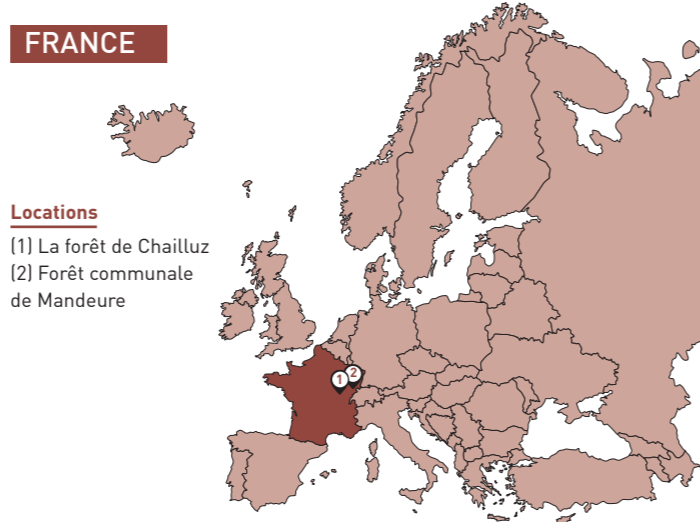 FRANCE
Locations
(1) La forêt de Chailluz
(2) Forêt communale
de Mandeure
1
2